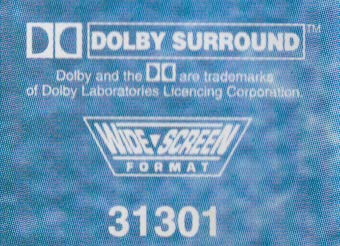 DOLBY SURROUND™
Dolby and the are trademarks
of Dolby Laboratories Licencing Corporation.
WIDE SCREEN
FORMAT
31301